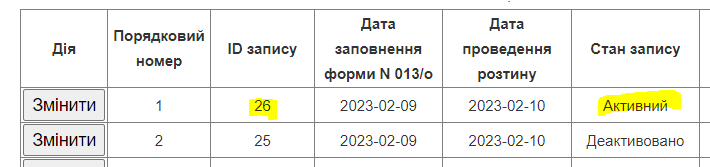 Дія
Порядковий номер
ID запису
Дата заповнення форми N 013/о
Дата проведення розтину
Стан запису
Змінити 1 26 2023-02-09 2023-02-10 Активний
Змінити 2 25 2023-02-09 2023-02-10 Деактивовано